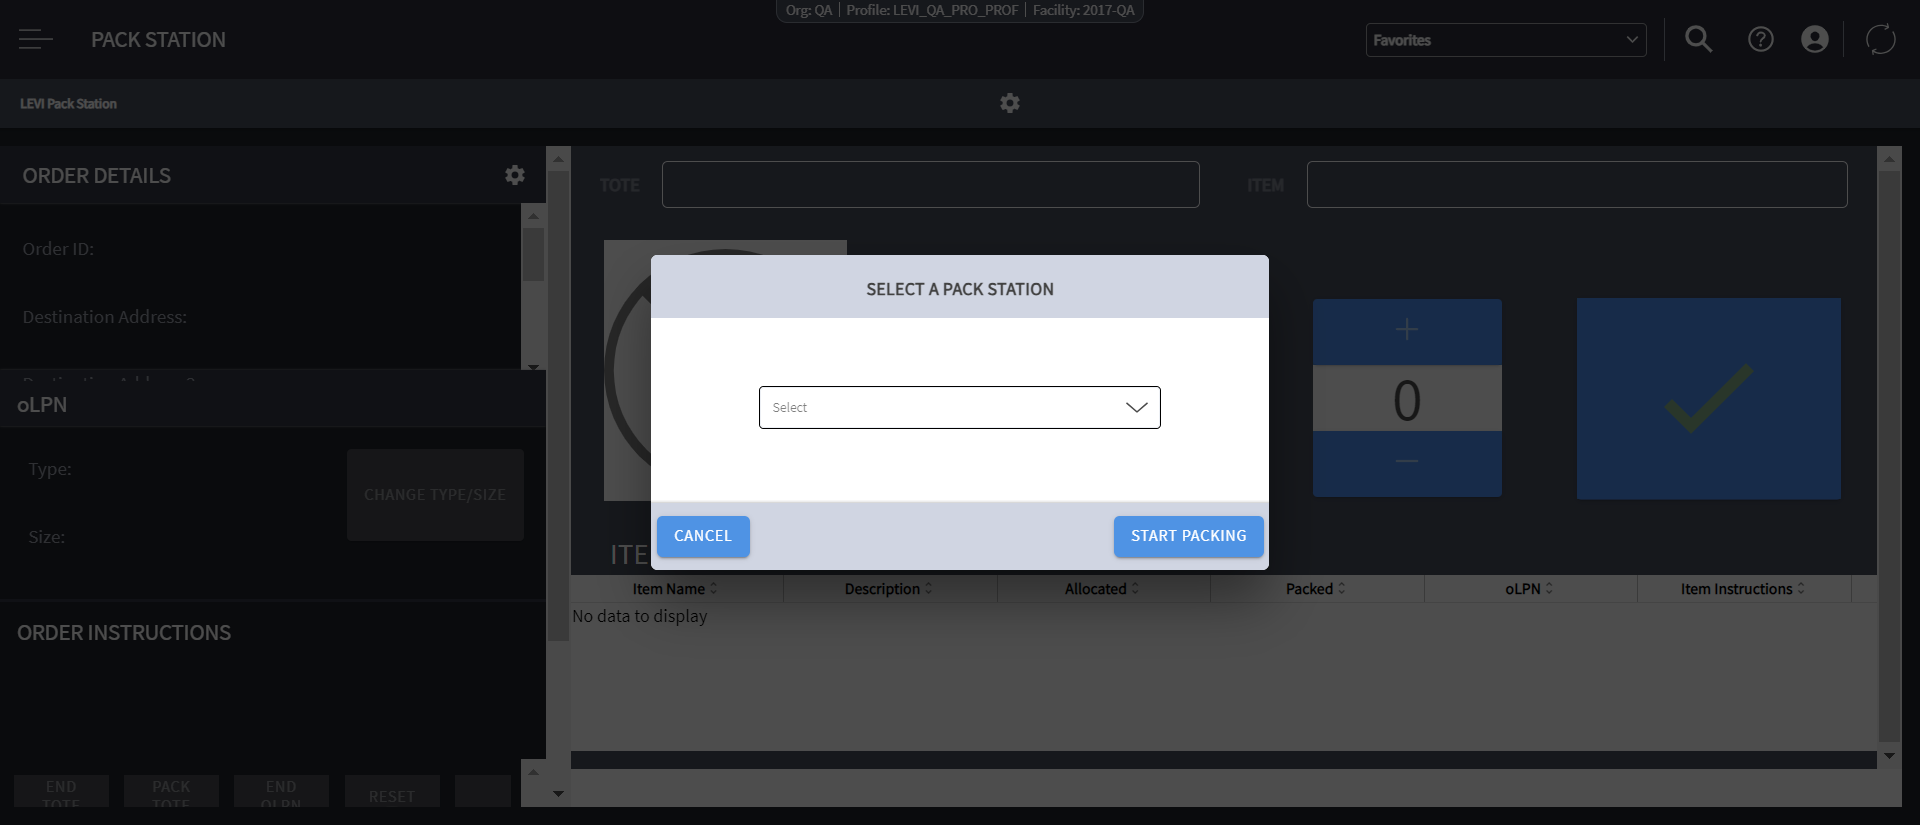 Org: QA | Profile: LEVI_QA_PRO_PROF | Facility: 2017-QA
PACK STATION
Favorites
LEVI Pack Station
ORDER DETAILS
Order ID:
Destination Address:
oLPN
Type:
CHANGE TYPE/SIZE
Size:
ORDER INSTRUCTIONS
END TOTE
PACK TOTE
END OLPN
RESET
TOTE
ITEM
+
0
−
SELECT A PACK STATION
Select
CANCEL
START PACKING
ITE
Item Name Description Allocated Packed oLPN Item Instructions
No data to display